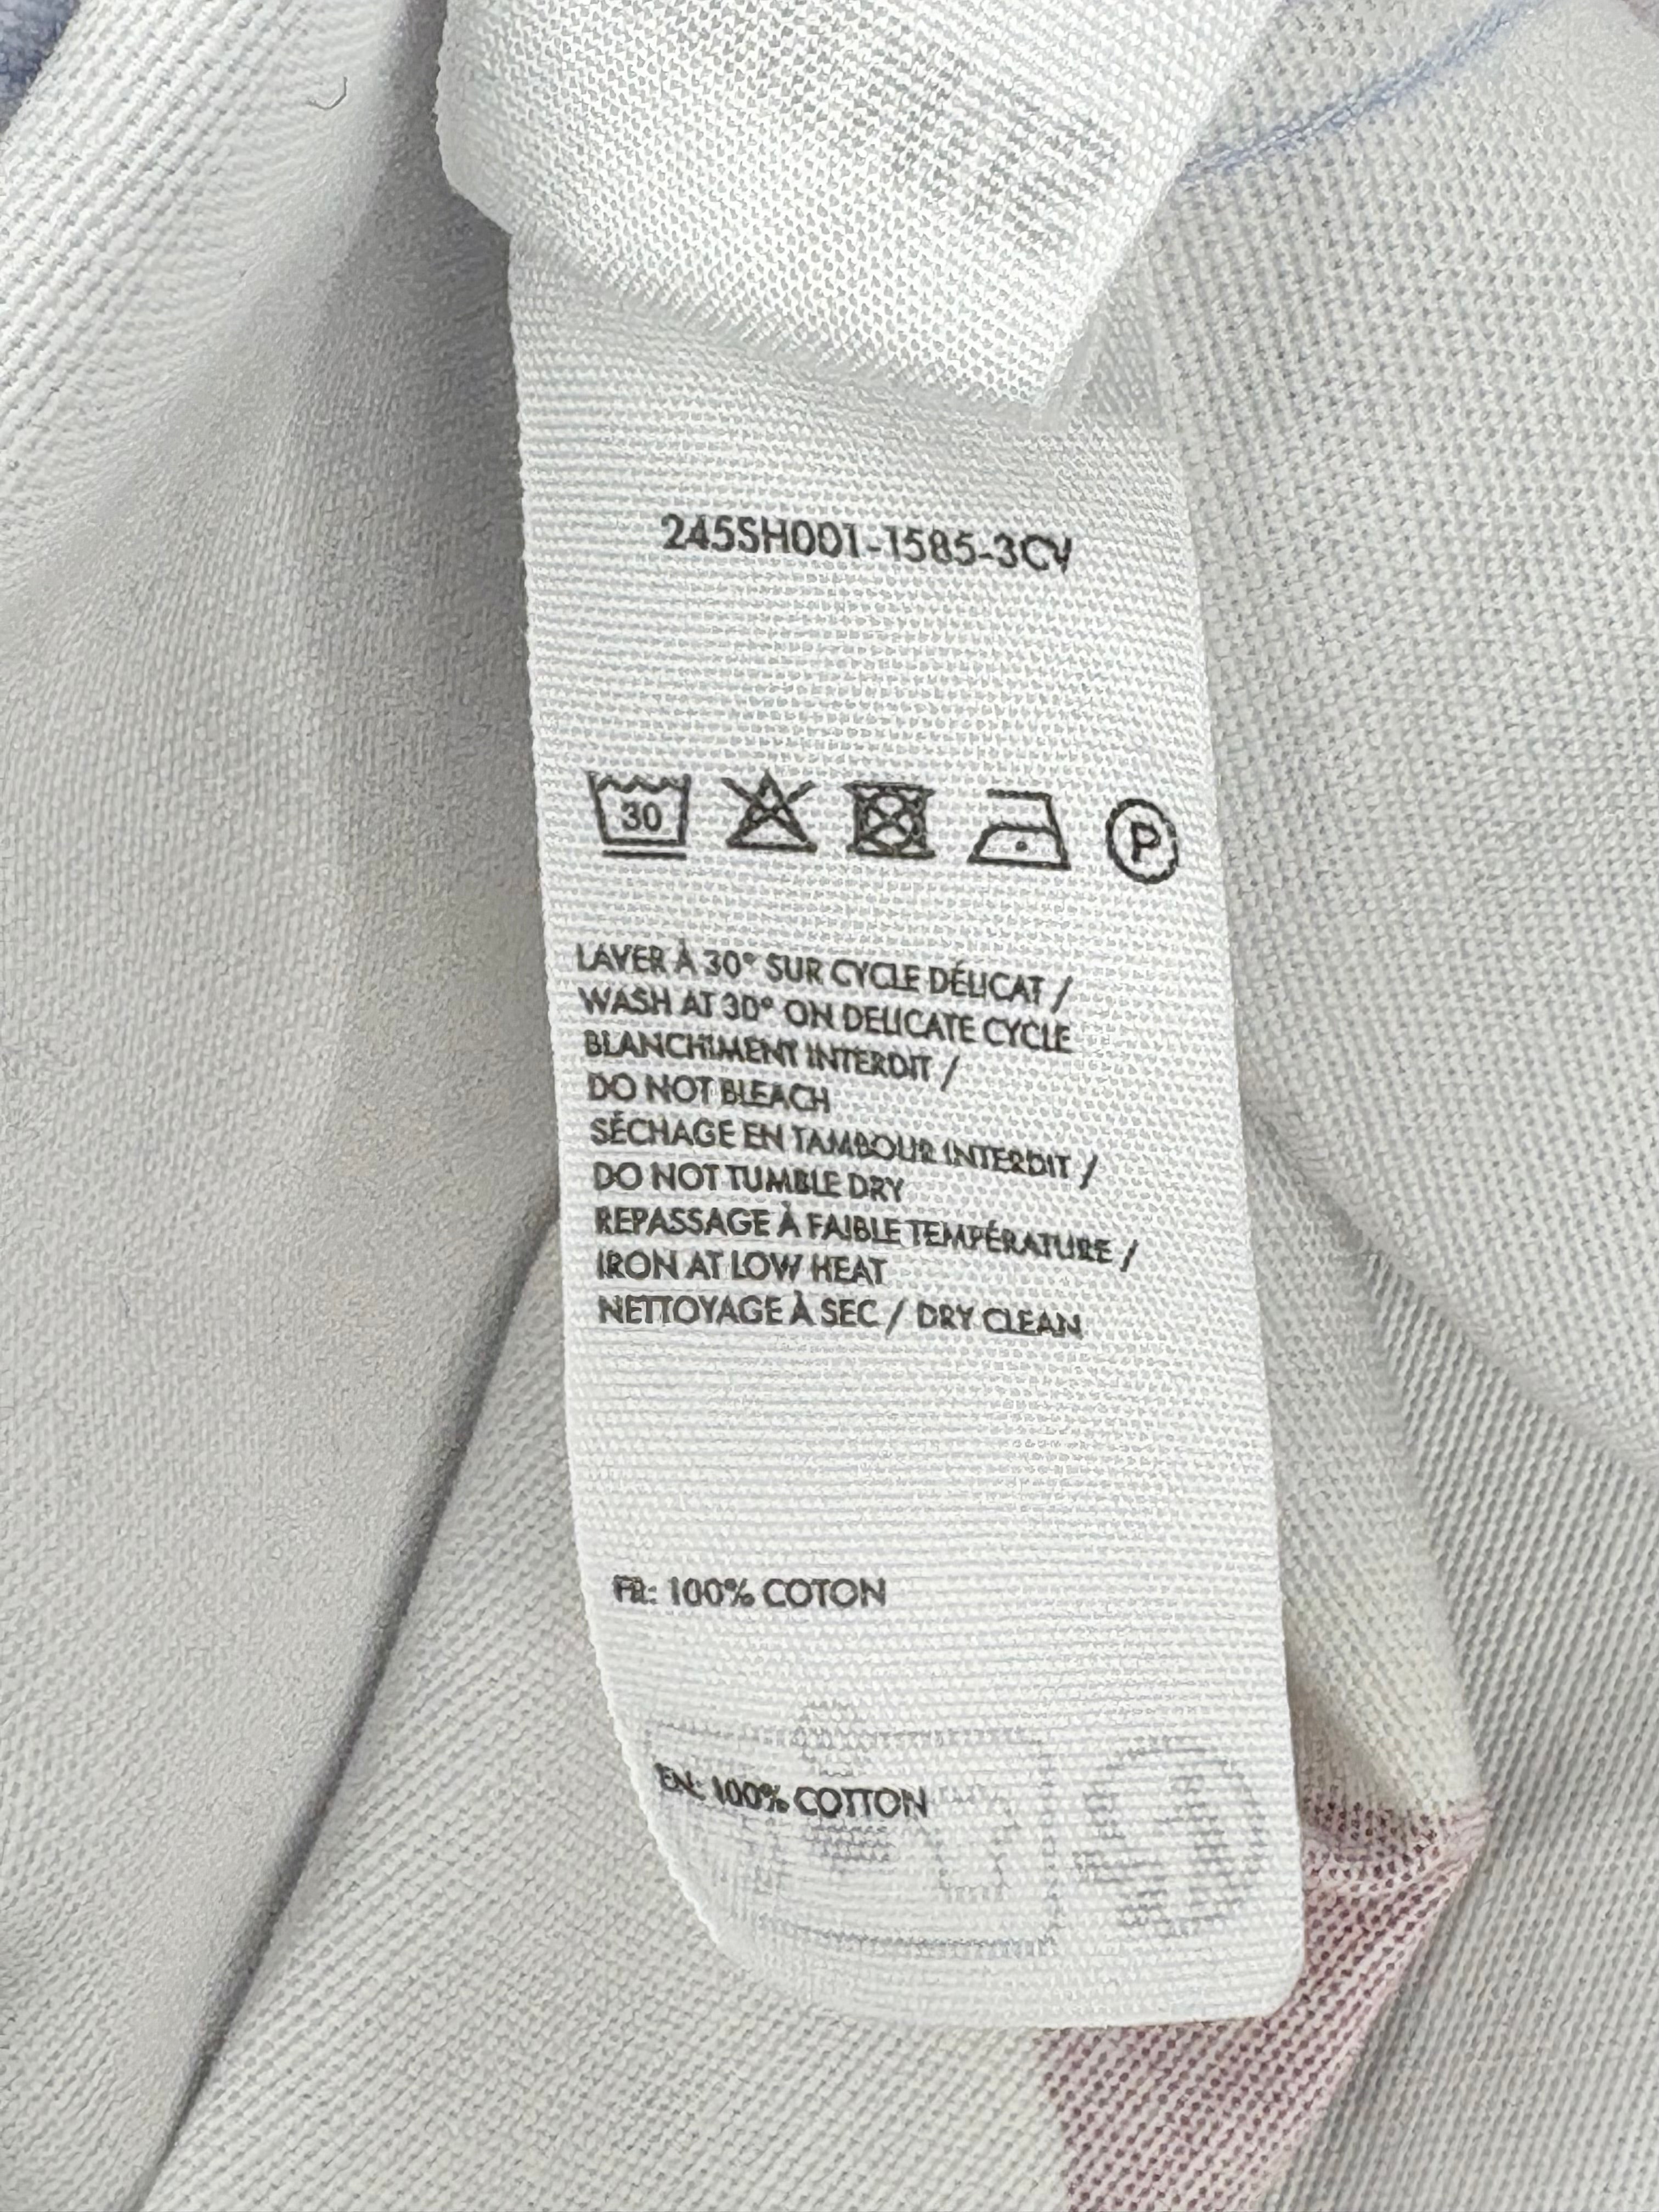 245SH001-1585-3CV
30
P
LAVER À 30° SUR CYCLE DÉLICAT /
WASH AT 30° ON DELICATE CYCLE
BLANCHIMENT INTERDIT /
DO NOT BLEACH
SÉCHAGE EN TAMBOUR INTERDIT /
DO NOT TUMBLE DRY
REPASSAGE À FAIBLE TEMPÉRATURE /
IRON AT LOW HEAT
NETTOYAGE À SEC / DRY CLEAN
FR: 100% COTON
EN: 100% COTTON